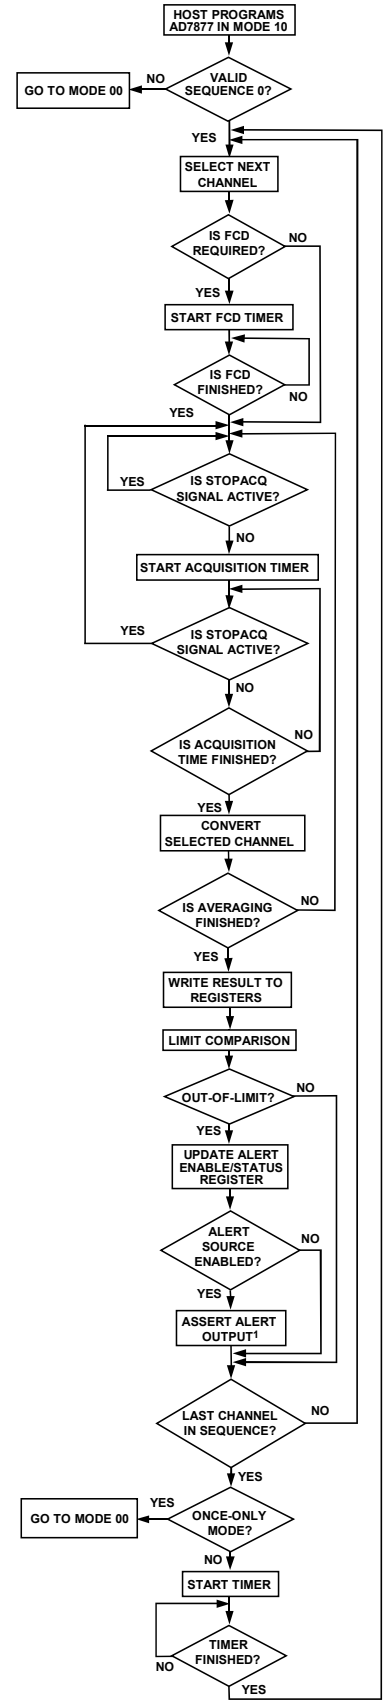 HOST PROGRAMS
AD7877 IN MODE 10
VALID
SEQUENCE 0?
NO
GO TO MODE 00
YES
SELECT NEXT
CHANNEL
IS FCD
REQUIRED?
NO
YES
START FCD TIMER
IS FCD
FINISHED?
NO
YES
IS STOPACQ
SIGNAL ACTIVE?
YES
NO
START ACQUISITION TIMER
IS STOPACQ
SIGNAL ACTIVE?
YES
NO
IS ACQUISITION
TIME FINISHED?
NO
YES
CONVERT
SELECTED CHANNEL
IS AVERAGING
FINISHED?
NO
YES
WRITE RESULT TO
REGISTERS
LIMIT COMPARISON
OUT-OF-LIMIT?
NO
YES
UPDATE ALERT
ENABLE/STATUS
REGISTER
ALERT
SOURCE
ENABLED?
NO
YES
ASSERT ALERT
OUTPUT1
LAST CHANNEL
IN SEQUENCE?
NO
YES
ONCE-ONLY
MODE?
YES
GO TO MODE 00
NO
START TIMER
TIMER
FINISHED?
NO
YES